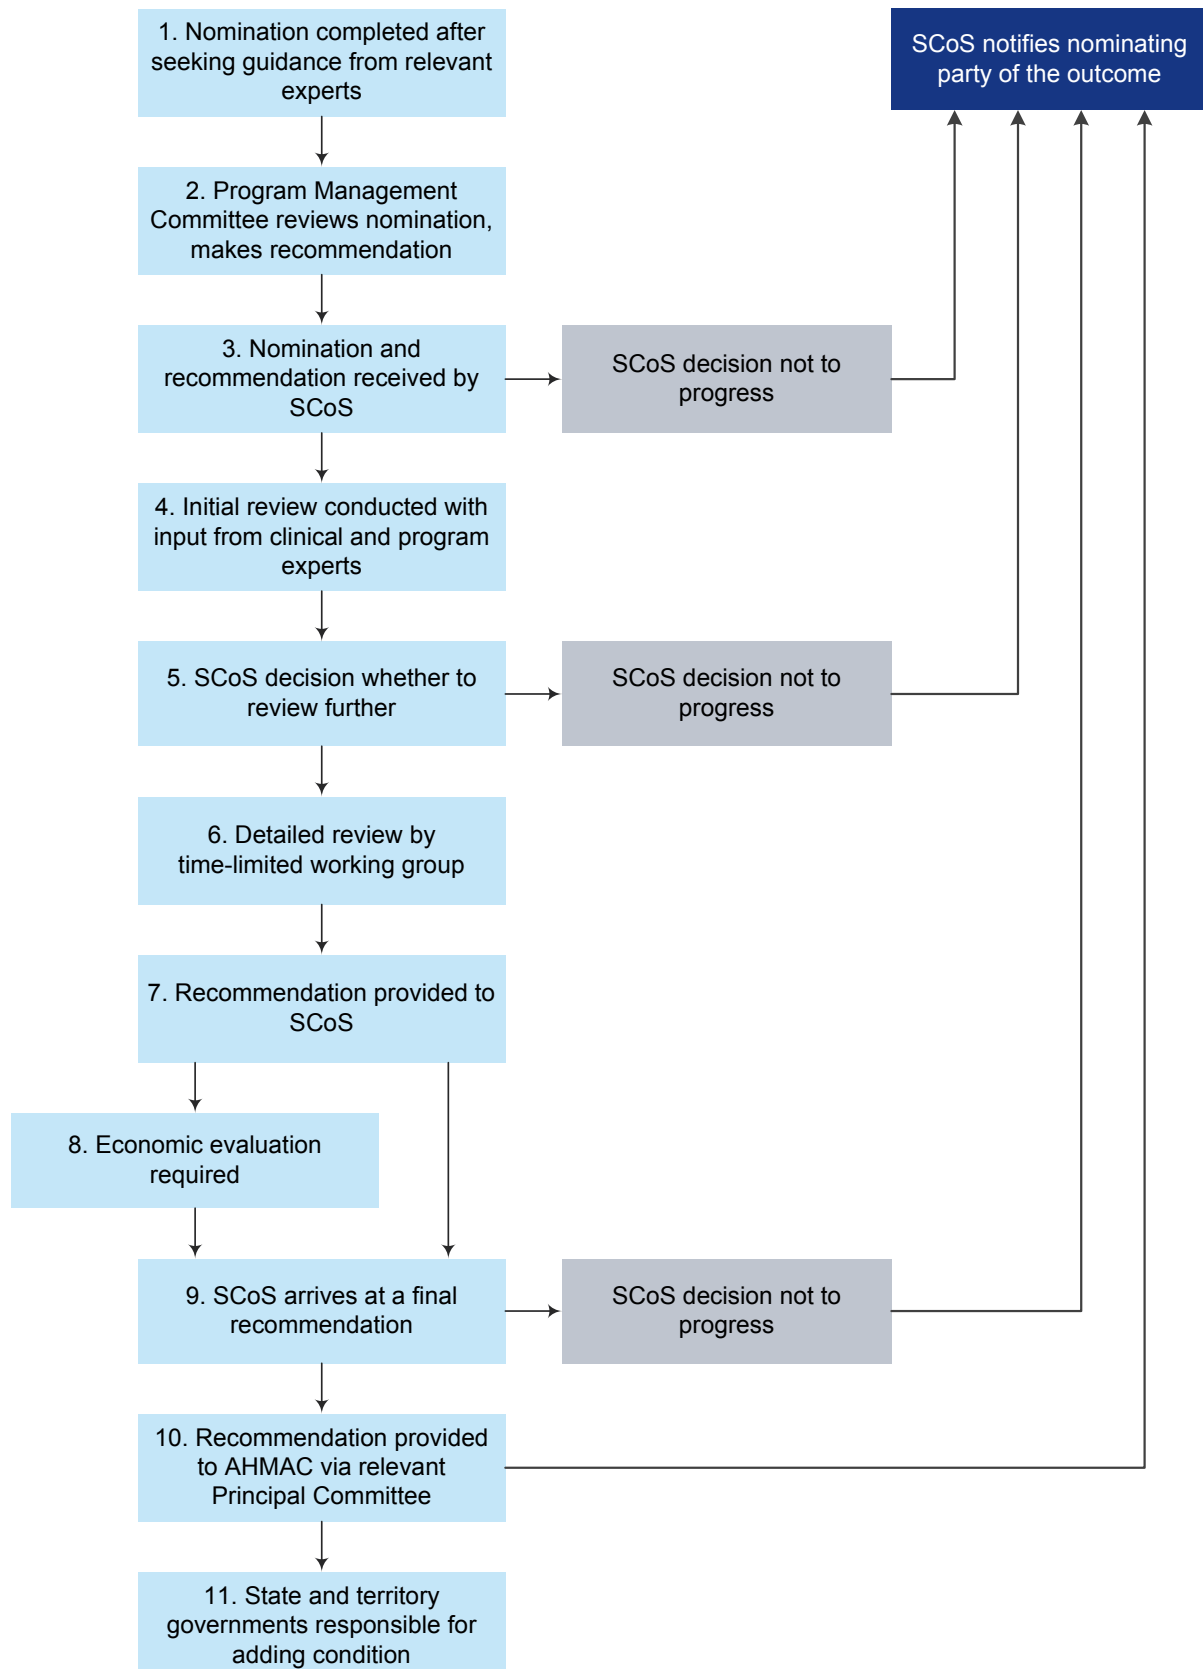 1. Nomination completed after
seeking guidance from relevant
experts
SCoS notifies nominating
party of the outcome
2. Program Management
Committee reviews nomination,
makes recommendation
3. Nomination and
recommendation received by
SCoS
SCoS decision not to
progress
4. Initial review conducted with
input from clinical and program
experts
5. SCoS decision whether to
review further
SCoS decision not to
progress
6. Detailed review by
time-limited working group
7. Recommendation provided to
SCoS
8. Economic evaluation
required
9. SCoS arrives at a final
recommendation
SCoS decision not to
progress
10. Recommendation provided
to AHMAC via relevant
Principal Committee
11. State and territory
governments responsible for
adding condition